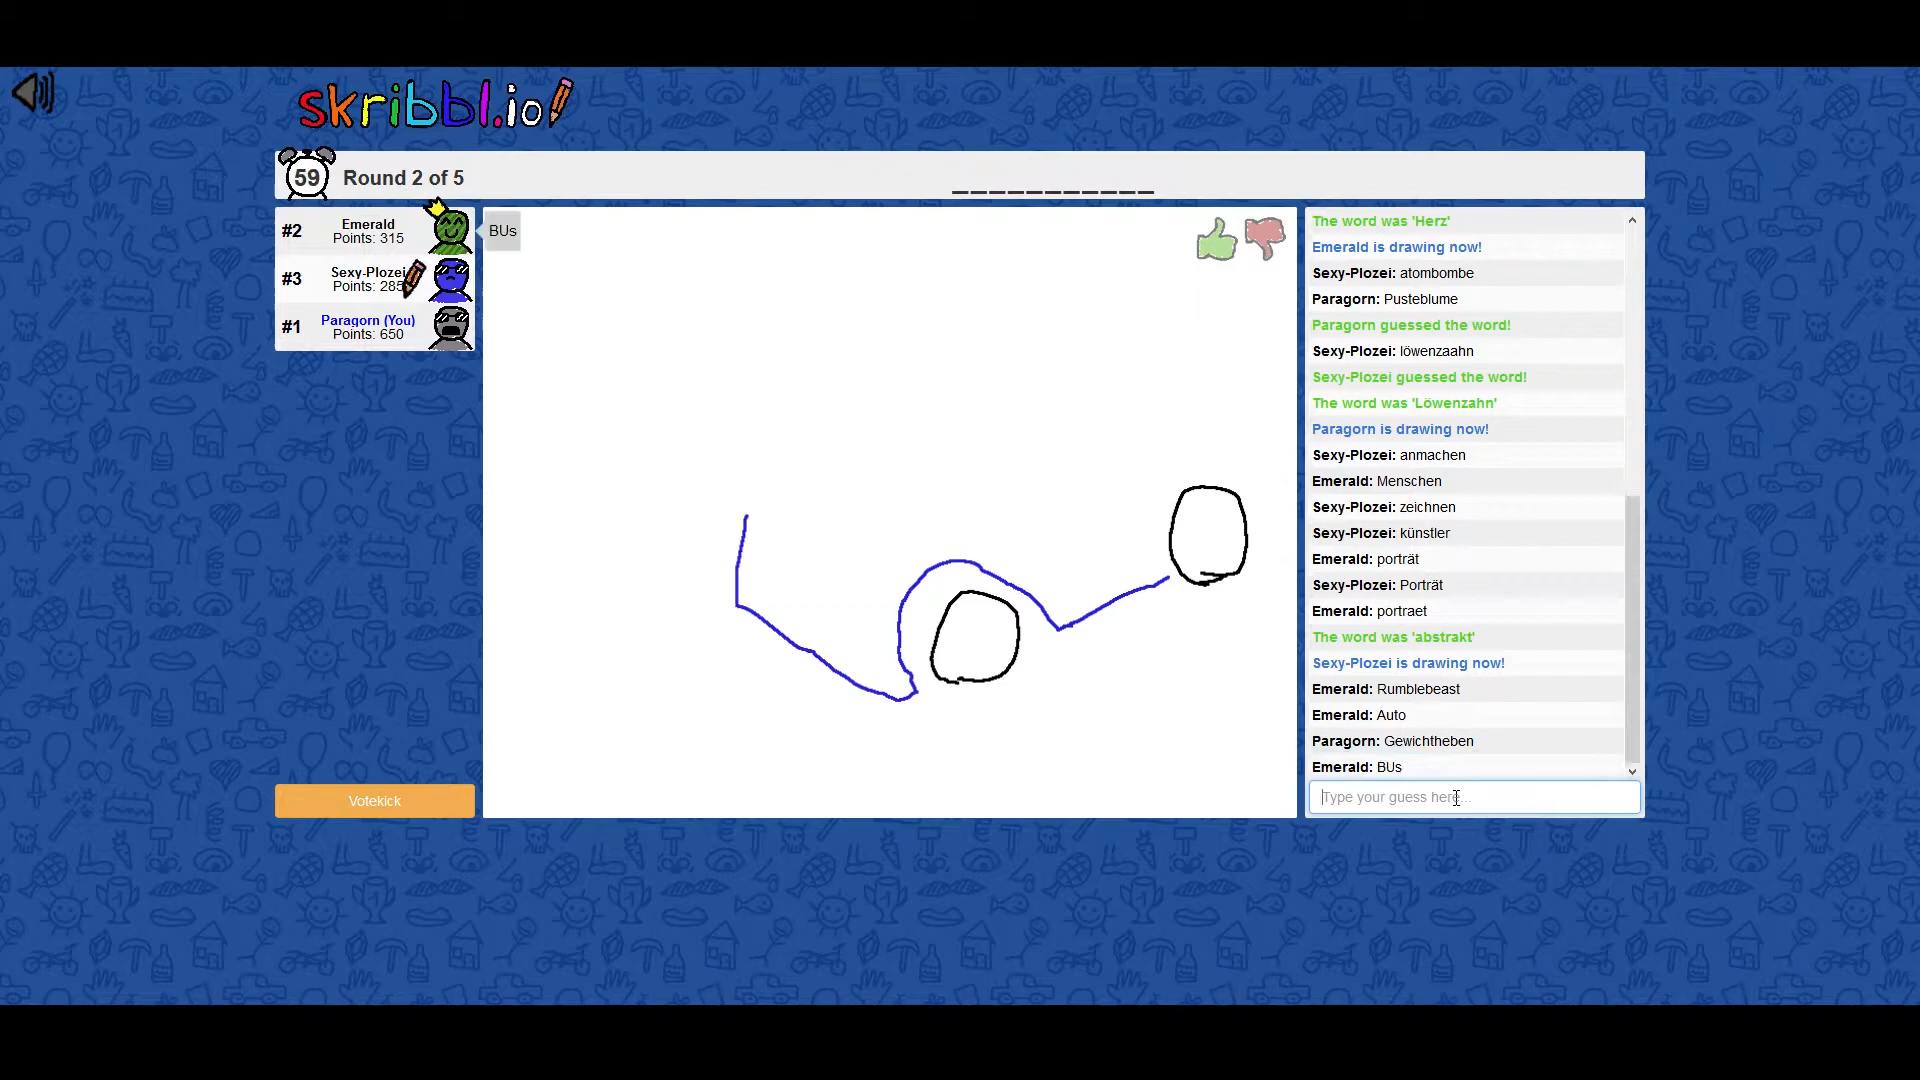 skribbl.io
59
Round 2 of 5
___________
#2
Emerald
Points: 315
BUs
#3
Sexy-Plozei
Points: 285
#1
Paragorn (You)
Points: 650
Votekick
The word was 'Herz'
Emerald is drawing now!
Sexy-Plozei: atombombe
Paragorn: Pusteblume
Paragorn guessed the word!
Sexy-Plozei: löwenzaahn
Sexy-Plozei guessed the word!
The word was 'Löwenzahn'
Paragorn is drawing now!
Sexy-Plozei: anmachen
Emerald: Menschen
Sexy-Plozei: zeichnen
Sexy-Plozei: künstler
Emerald: porträt
Sexy-Plozei: Porträt
Emerald: portraet
The word was 'abstrakt'
Sexy-Plozei is drawing now!
Emerald: Rumblebeast
Emerald: Auto
Paragorn: Gewichtheben
Emerald: BUs
Type your guess here...